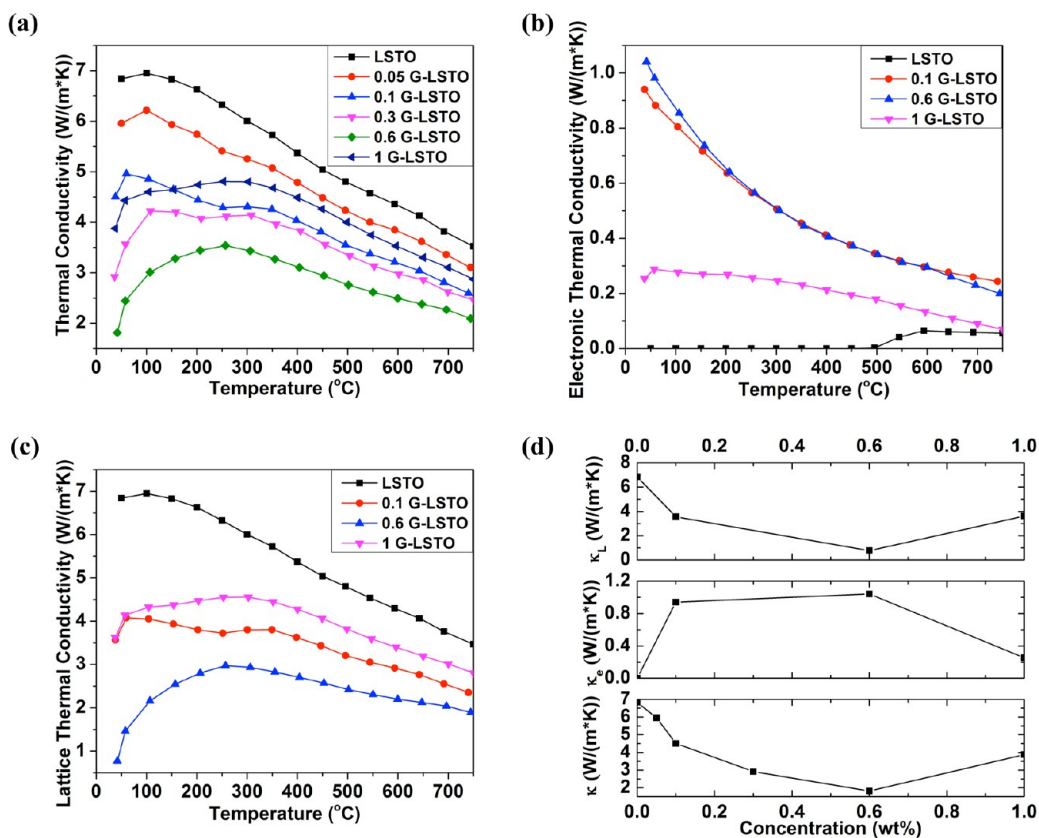 (a)
7
6
5
4
3
2
0 100 200 300 400 500 600 700
Thermal Conductivity (W/(m*K))
Temperature (°C)
LSTO
0.05 G-LSTO
0.1 G-LSTO
0.3 G-LSTO
0.6 G-LSTO
1 G-LSTO
(b)
1.0
0.8
0.6
0.4
0.2
0.0
0 100 200 300 400 500 600 700
Electronic Thermal Conductivity (W/(m*K))
Temperature (°C)
LSTO
0.1 G-LSTO
0.6 G-LSTO
1 G-LSTO
(c)
7
6
5
4
3
2
1
0 100 200 300 400 500 600 700
Lattice Thermal Conductivity (W/(m*K))
Temperature (°C)
LSTO
0.1 G-LSTO
0.6 G-LSTO
1 G-LSTO
(d)
0.0 0.2 0.4 0.6 0.8 1.0
8
6
4
2
0
κL (W/(m*K))
1.2
0.8
0.4
0.0
κe (W/(m*K))
7
6
5
4
3
2
κ (W/(m*K))
0.0 0.2 0.4 0.6 0.8 1.0
Concentration (wt%)